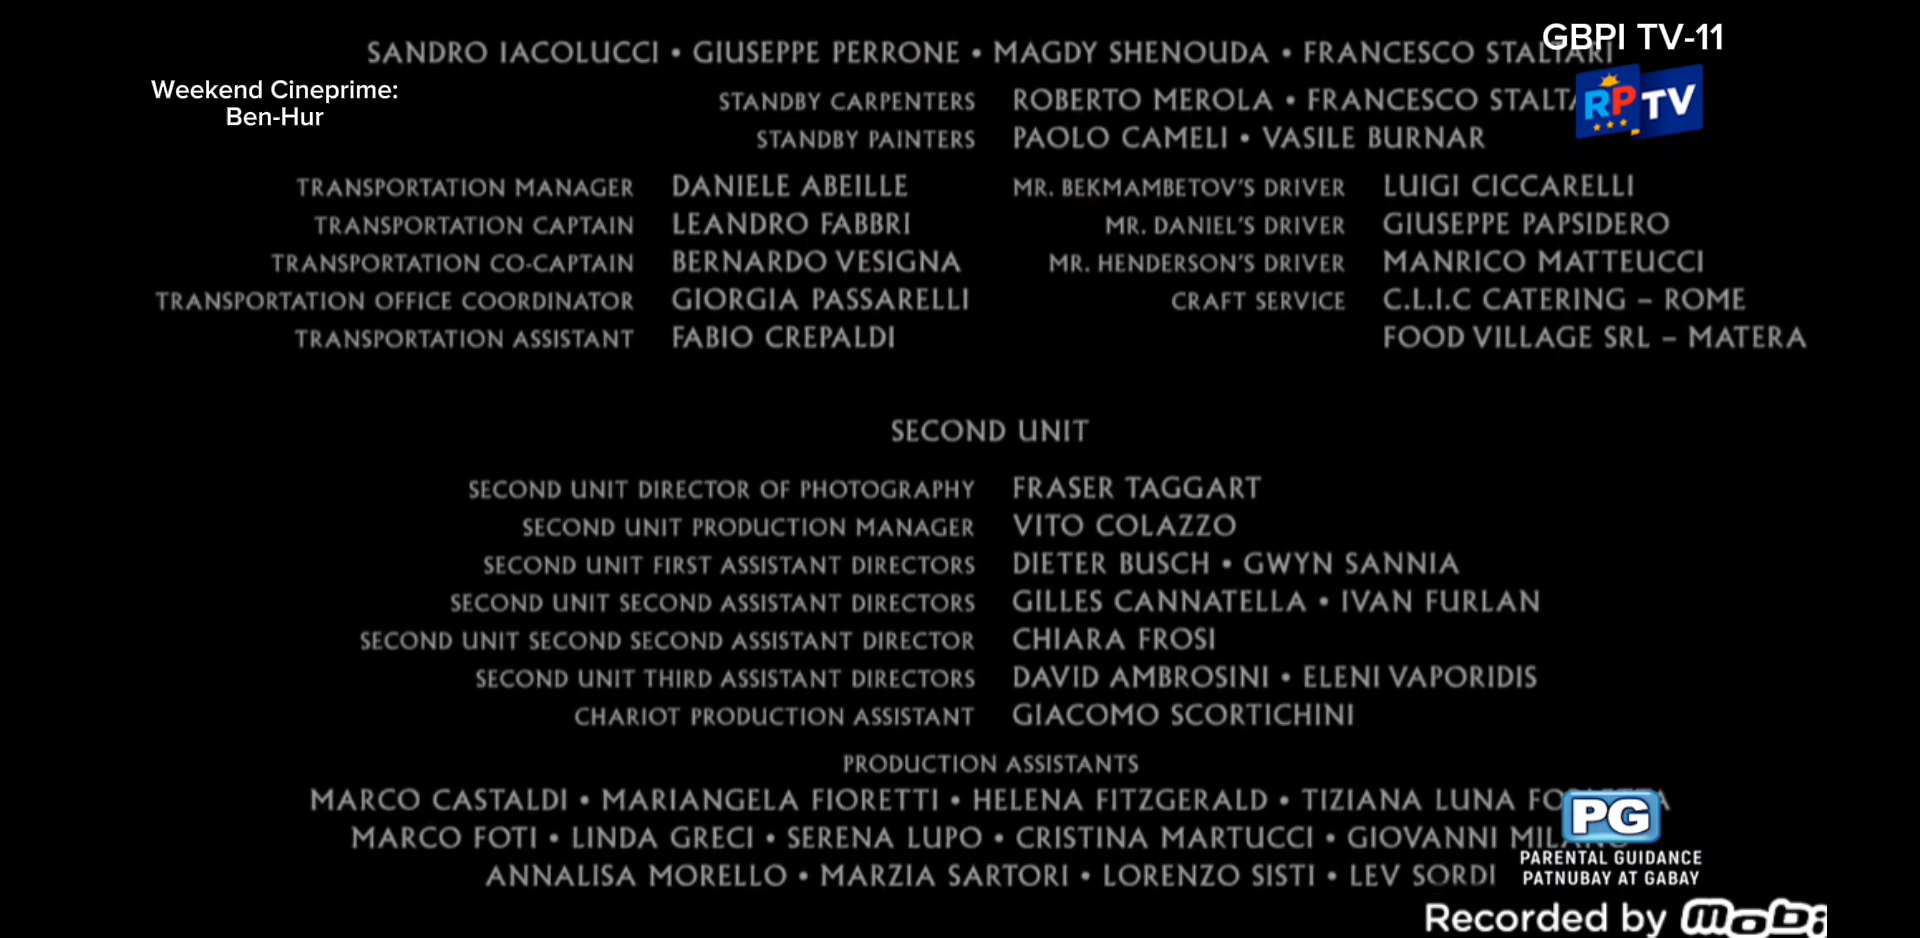 GBPI TV-11
SANDRO IACOLUCCI • GIUSEPPE PERRONE • MAGDY SHENOUDA • FRANCESCO STALTARI
Weekend Cineprime:
Ben-Hur
RPTV
STANDBY CARPENTERS ROBERTO MEROLA • FRANCESCO
STANDBY PAINTERS PAOLO CAMELI • VASILE BURNAR
TRANSPORTATION MANAGER DANIELE ABEILLE MR. BEKMAMBETOV'S DRIVER LUIGI CICCARELLI
TRANSPORTATION CAPTAIN LEANDRO FABBRI MR. DANIEL'S DRIVER GIUSEPPE PAPSIDERO
TRANSPORTATION CO-CAPTAIN BERNARDO VESIGNA MR. HENDERSON'S DRIVER MANRICO MATTEUCCI
TRANSPORTATION OFFICE COORDINATOR GIORGIA PASSARELLI CRAFT SERVICE C.L.I.C CATERING – ROME
TRANSPORTATION ASSISTANT FABIO CREPALDI FOOD VILLAGE SRL – MATERA
SECOND UNIT
SECOND UNIT DIRECTOR OF PHOTOGRAPHY FRASER TAGGART
SECOND UNIT PRODUCTION MANAGER VITO COLAZZO
SECOND UNIT FIRST ASSISTANT DIRECTORS DIETER BUSCH • GWYN SANNIA
SECOND UNIT SECOND ASSISTANT DIRECTORS GILLES CANNATELLA • IVAN FURLAN
SECOND UNIT SECOND SECOND ASSISTANT DIRECTOR CHIARA FROSI
SECOND UNIT THIRD ASSISTANT DIRECTORS DAVID AMBROSINI • ELENI VAPORIDIS
CHARIOT PRODUCTION ASSISTANT GIACOMO SCORTICHINI
PRODUCTION ASSISTANTS
MARCO CASTALDI • MARIANGELA FIORETTI • HELENA FITZGERALD • TIZIANA LUNA
MARCO FOTI • LINDA GRECI • SERENA LUPO • CRISTINA MARTUCCI • GIOVANNI
ANNALISA MORELLO • MARZIA SARTORI • LORENZO SISTI • LEV SORDI
PG
PARENTAL GUIDANCE
PATNUBAY AT GABAY
Recorded by